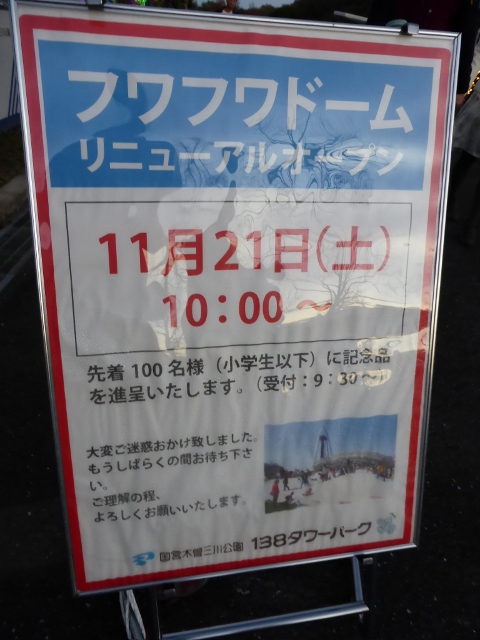 フワフワドーム
リニューアルオープン
11月21日(土)
10：00～
先着100名様（小学生以下）に記念品
を進呈いたします。（受付：9：30～）
大変ご迷惑おかけ致しました。
もうしばらくの間お待ち下さ
い。
ご理解の程、
よろしくお願いいたします。
国営木曽三川公園 138タワーパーク